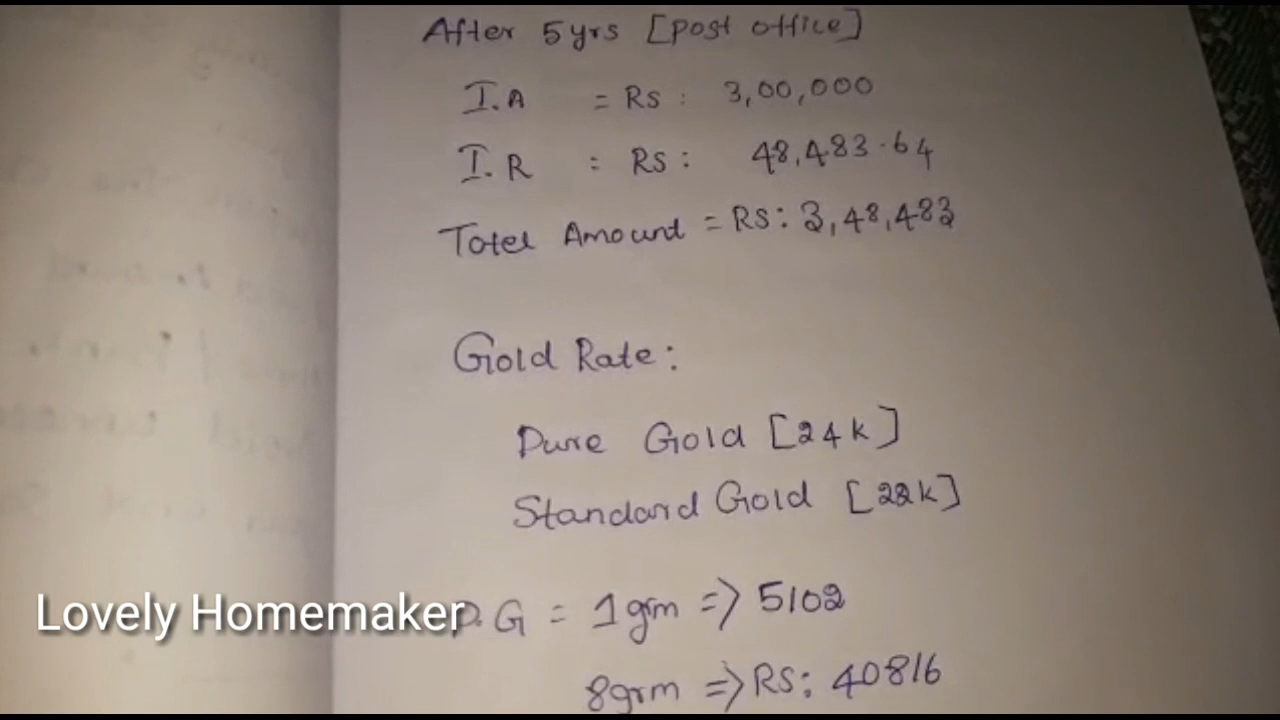 After 5yrs [post office]
I.A = Rs : 3,00,000
I.R = Rs : 48,483.64
Totel Amount = RS: 3,48,483
Gold Rate:
Pure Gold [24k]
Standard Gold [22k]
P.G = 1grm => 5102
8grm => RS: 40816
Lovely Homemaker